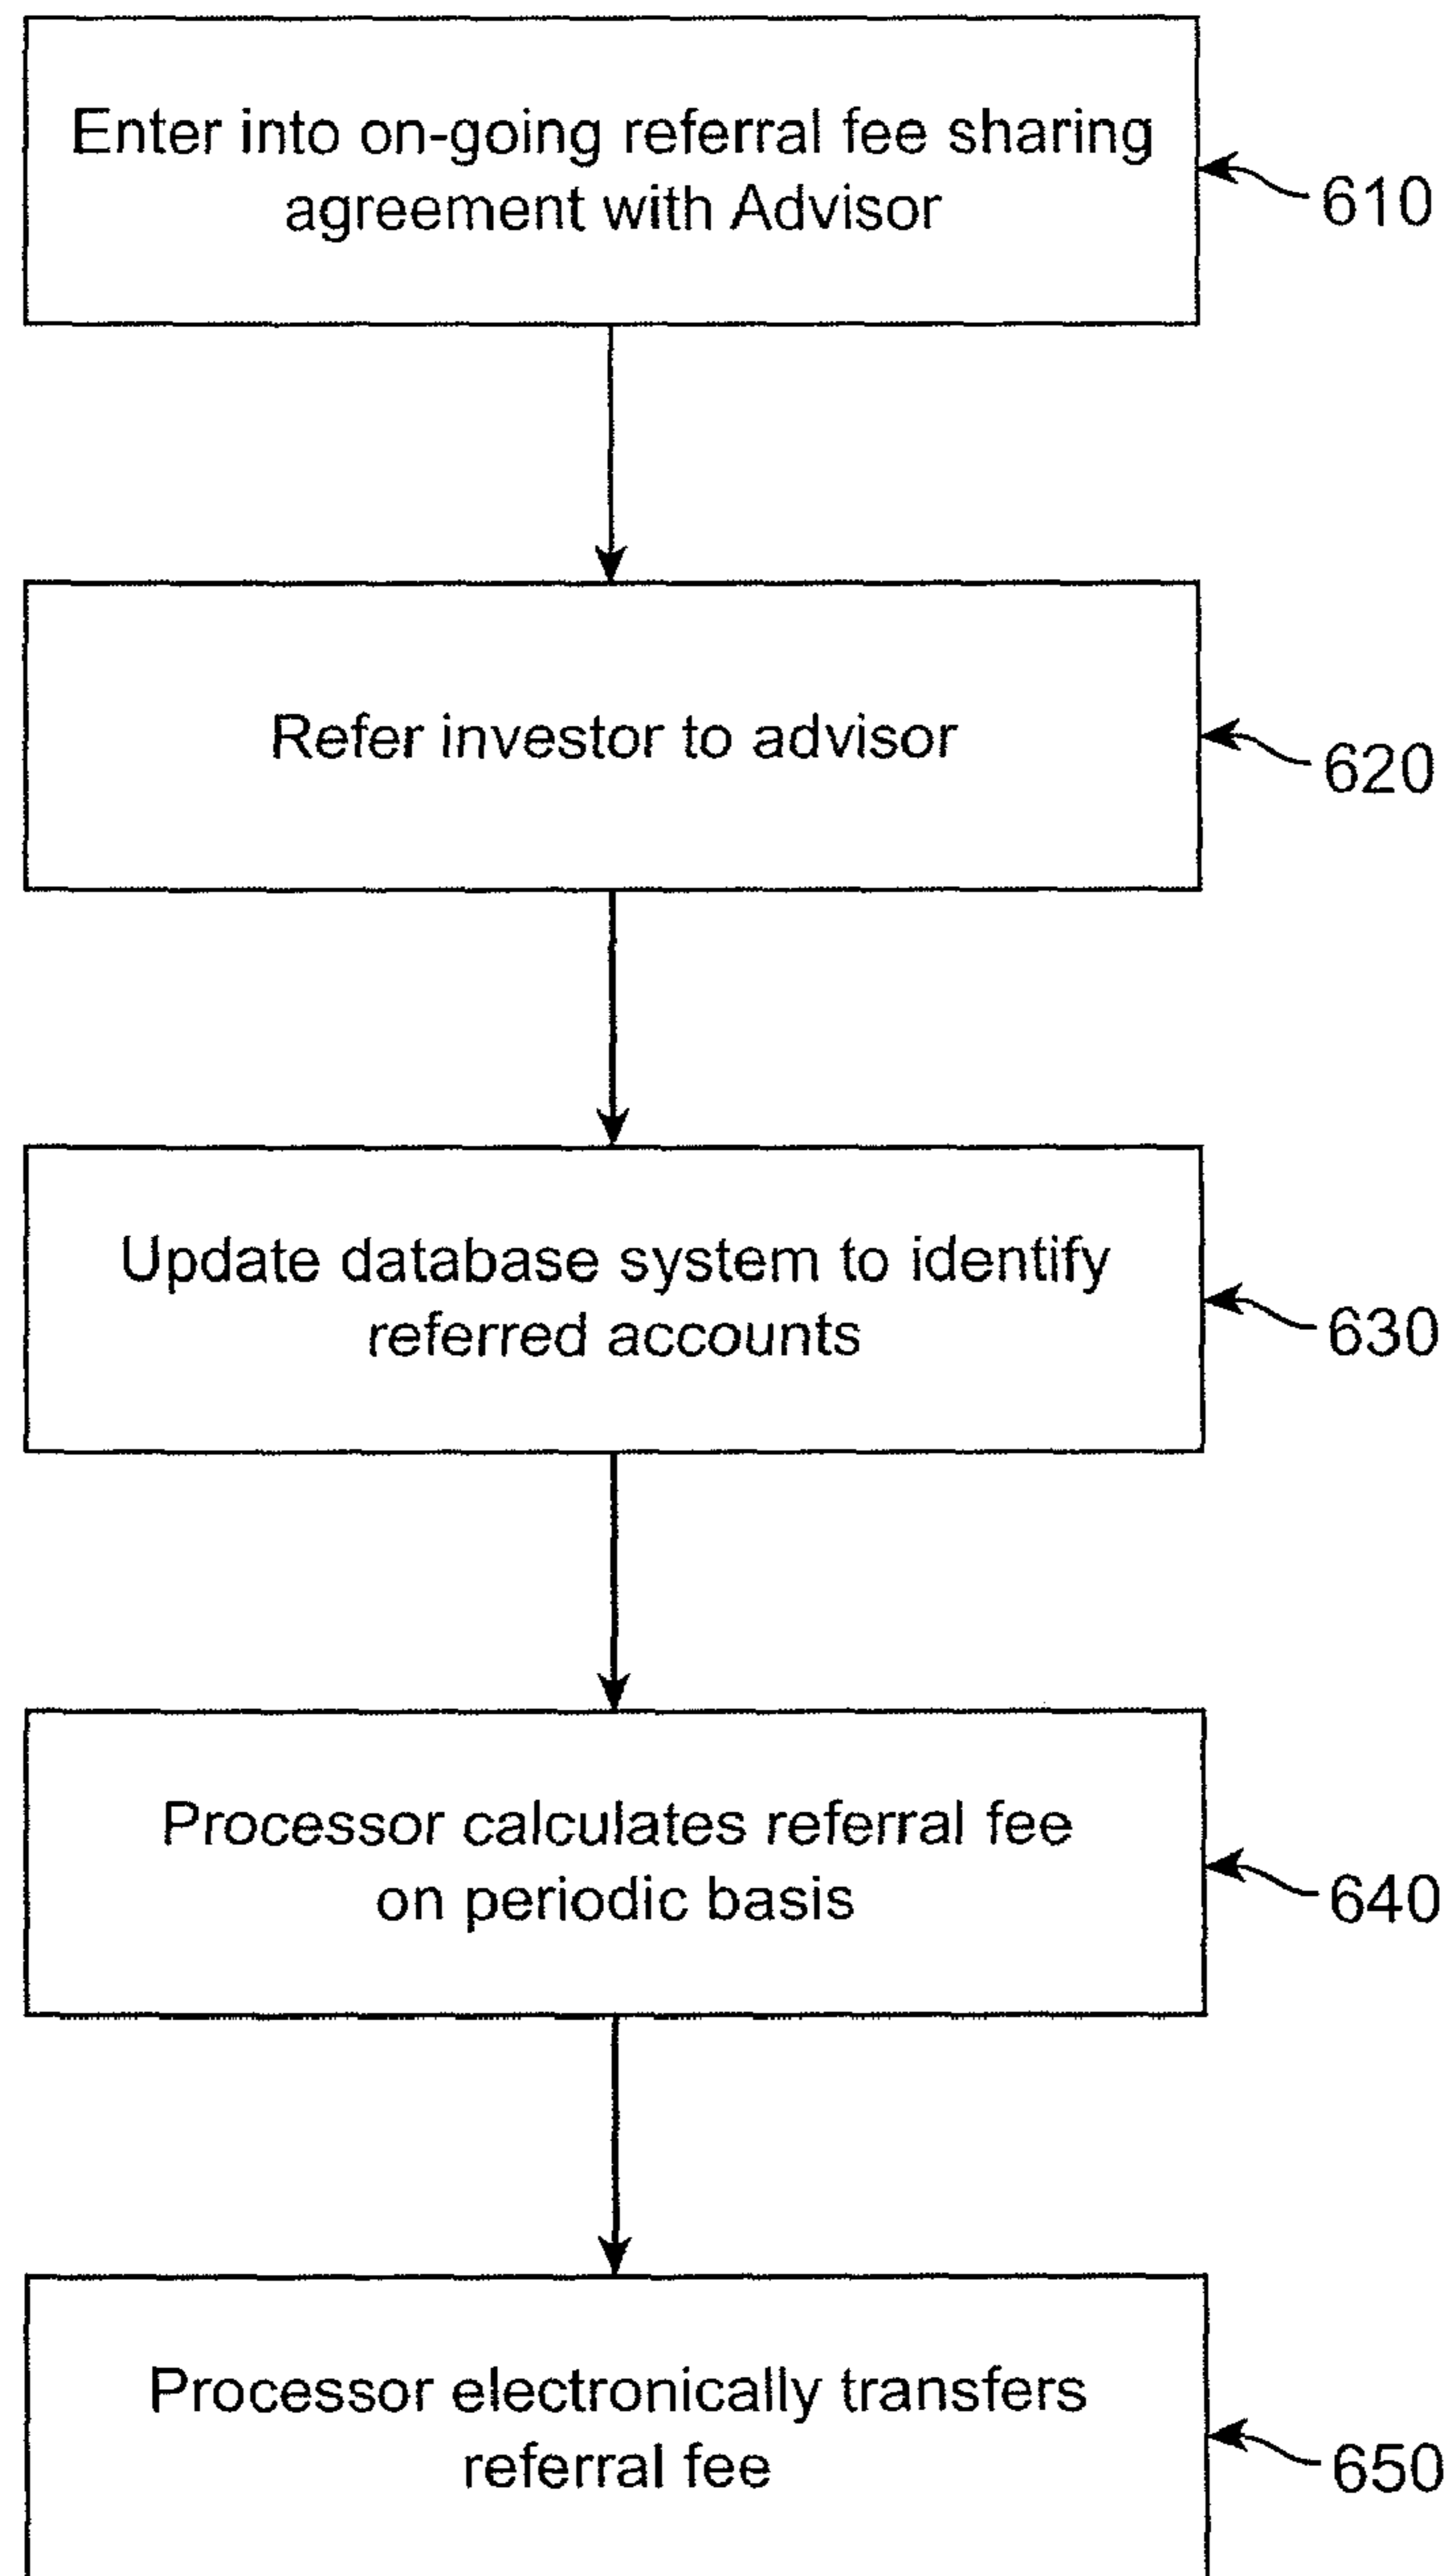 Enter into on-going referral fee sharing
agreement with Advisor
610
Refer investor to advisor
620
Update database system to identify
referred accounts
630
Processor calculates referral fee
on periodic basis
640
Processor electronically transfers
referral fee
650